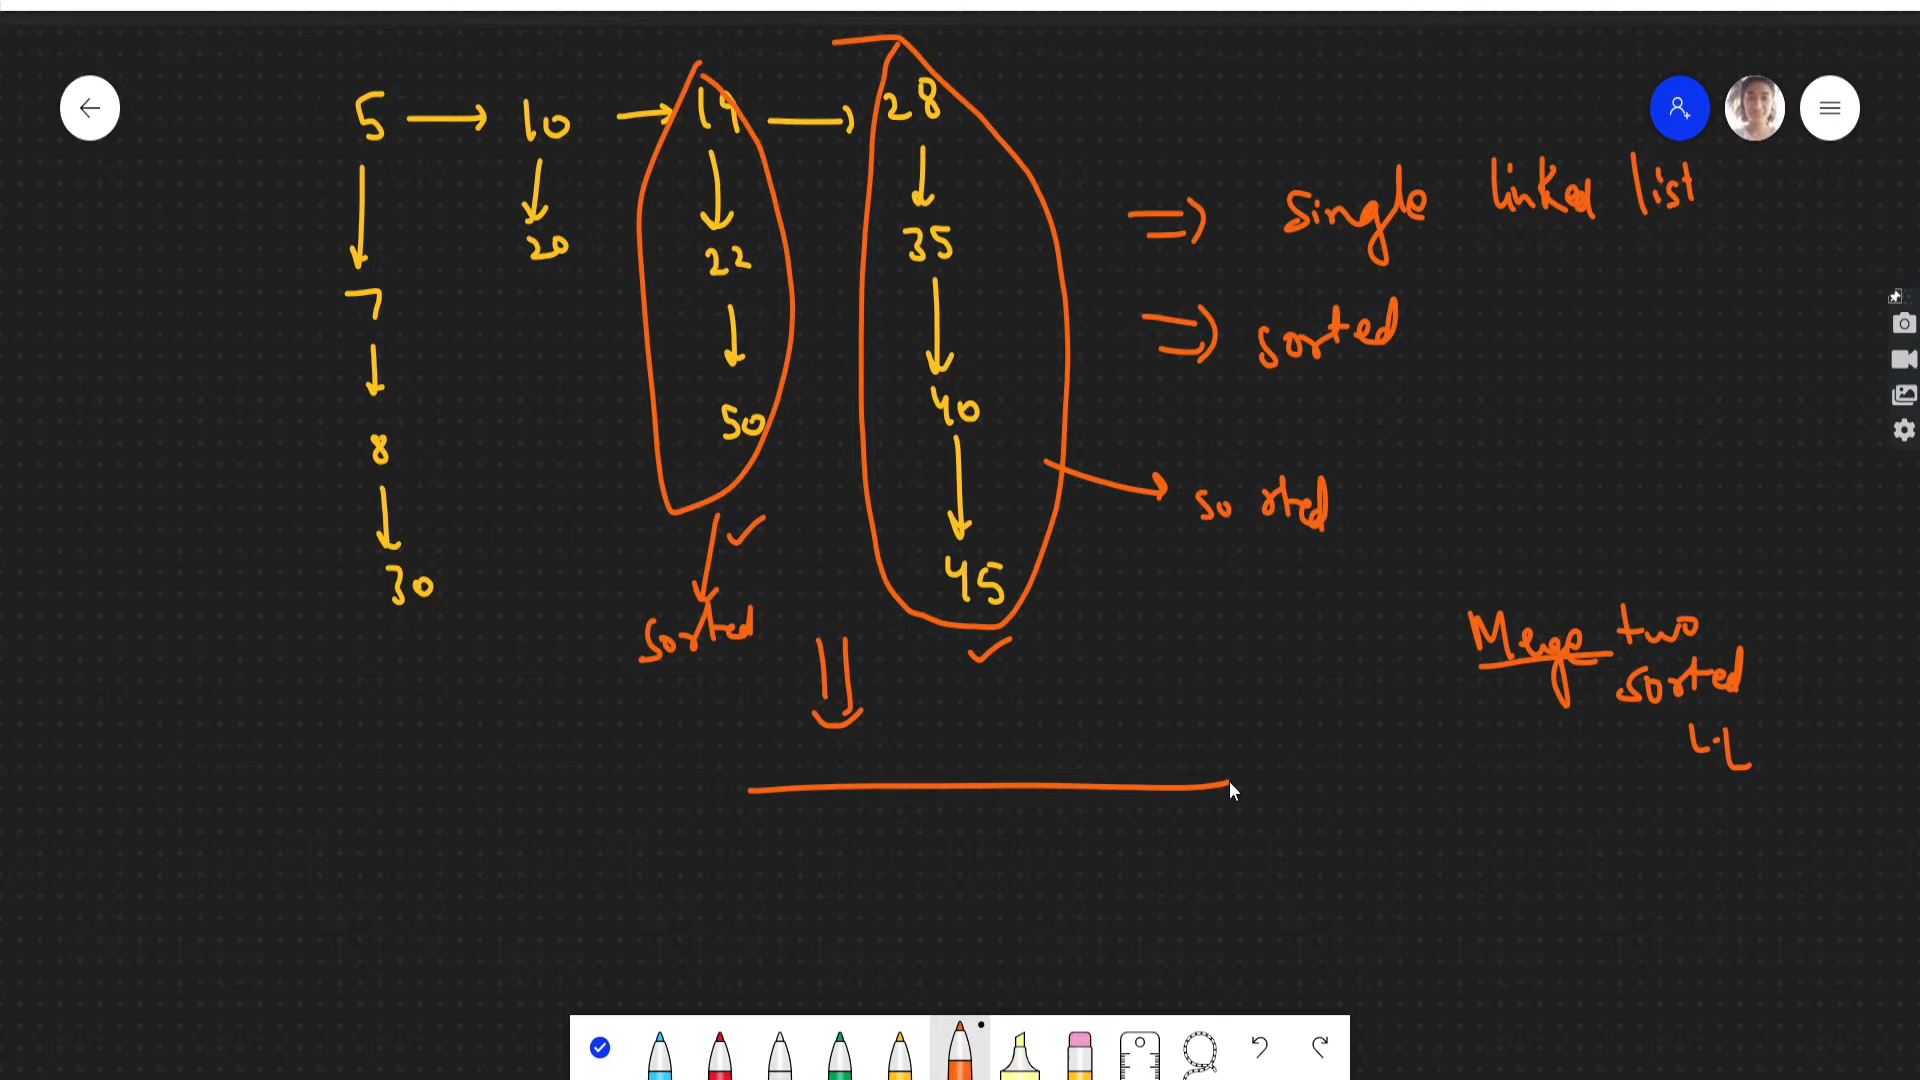 5 → 10 → 19 → 28
7
20
22
35
8
50
40
30
45
⇒ single linked list
⇒ sorted
sorted
sorted
Merge two
sorted
L.L